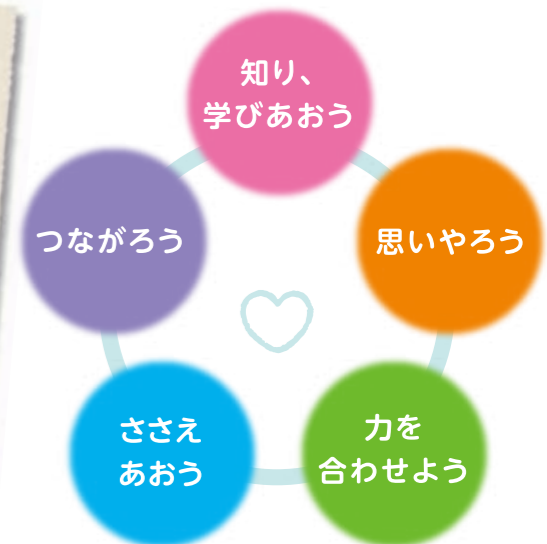 知り、
学びあおう
思いやろう
力を
合わせよう
ささえ
あおう
つながろう